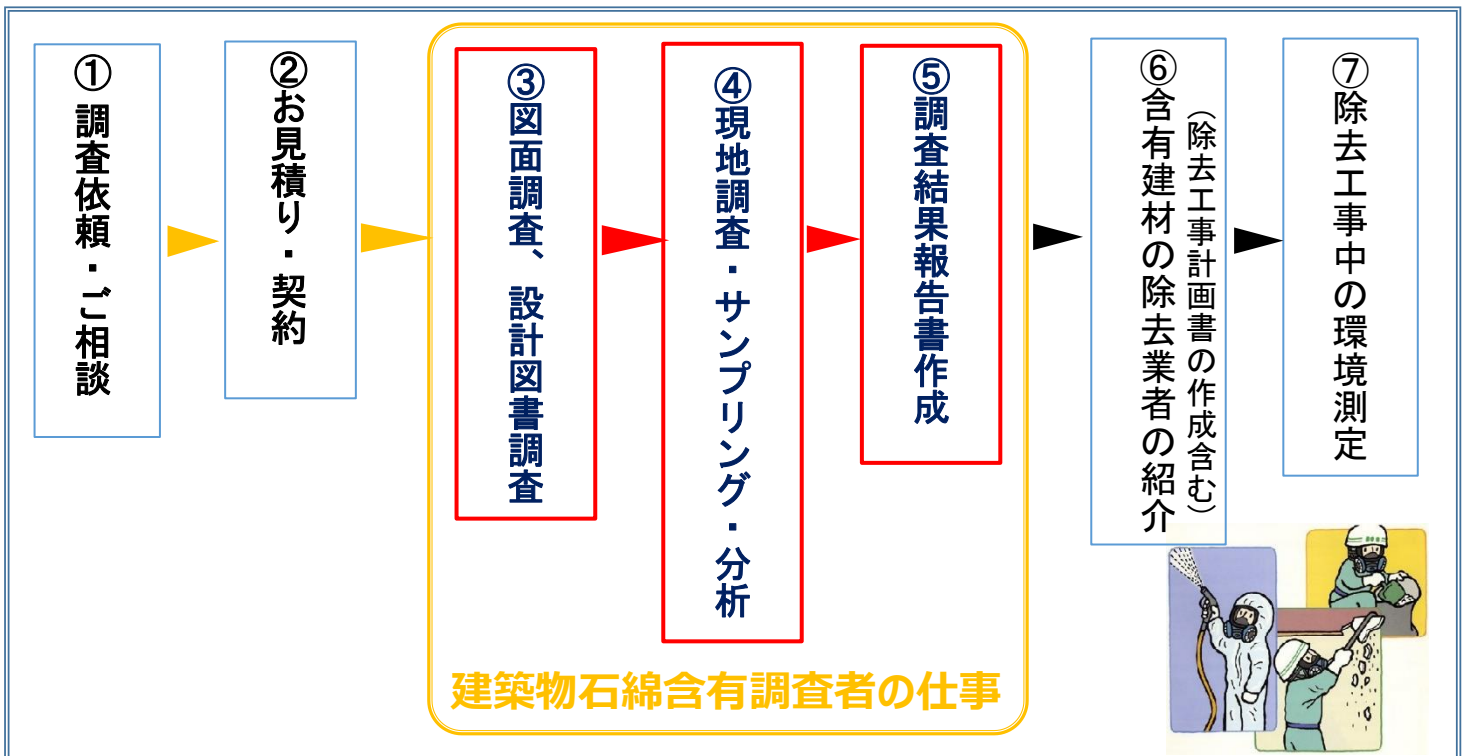 ① 調査依頼・ご相談
②お見積り・契約
③図面調査、設計図書調査
④現地調査・サンプリング・分析
⑤調査結果報告書作成
建築物石綿含有調査者の仕事
⑥含有建材の除去業者の紹介
（除去工事計画書の作成含む）
⑦除去工事中の環境測定